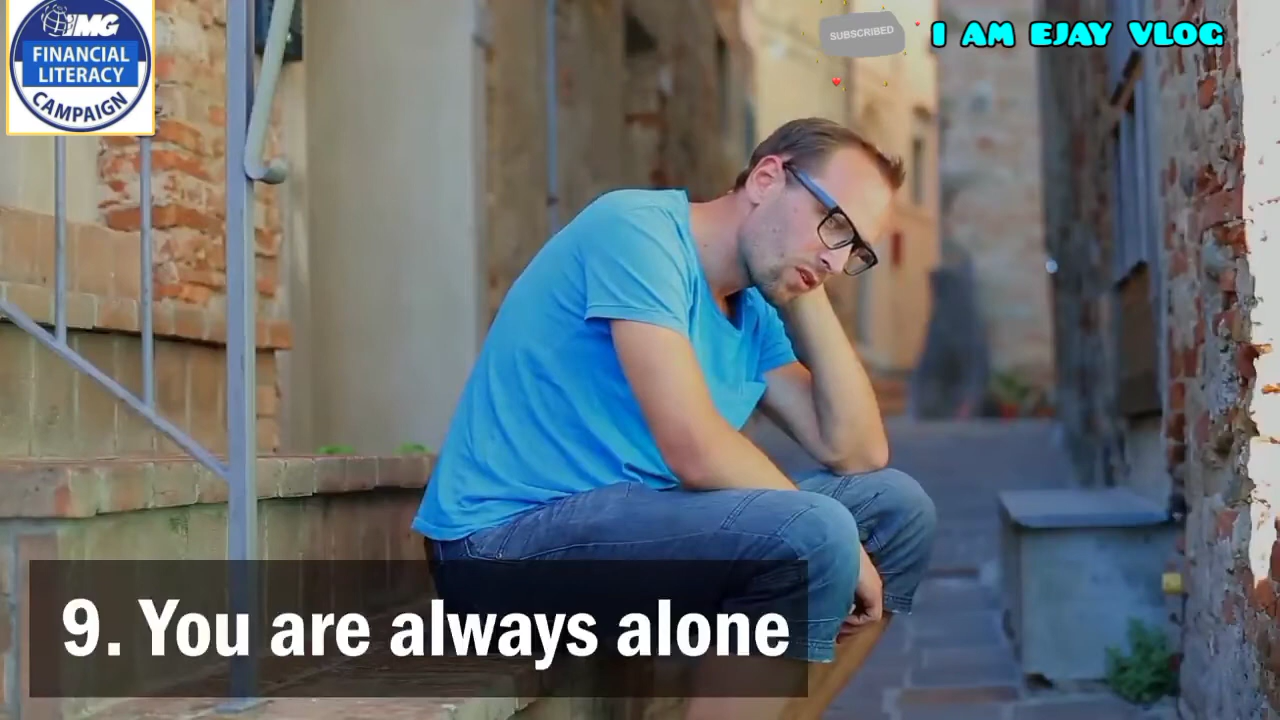 IMG
FINANCIAL
LITERACY
CAMPAIGN
SUBSCRIBED
I AM EJAY VLOG
9. You are always alone